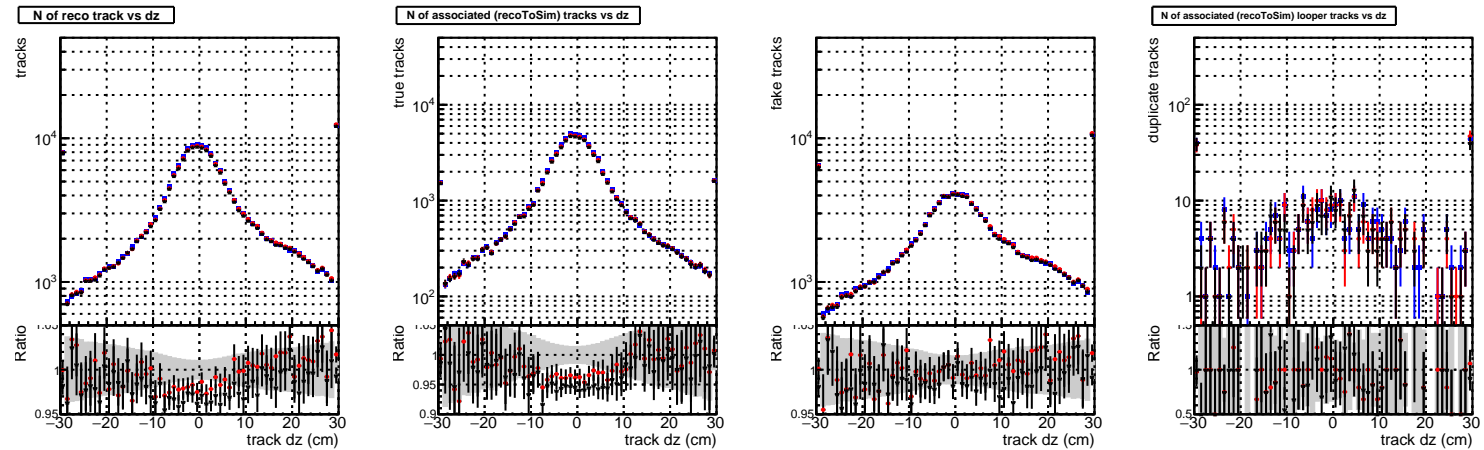 N of reco track vs dz
tracks
10⁴
10³
Ratio
1.05
1
0.95
−30 −20 −10 0 10 20 30
track dz (cm)
N of associated (recoToSim) tracks vs dz
true tracks
10⁴
10³
10²
Ratio
1
0.95
0.9
−30 −20 −10 0 10 20 30
track dz (cm)
fake tracks
10⁴
10³
Ratio
1.05
1
0.95
−30 −20 −10 0 10 20 30
track dz (cm)
N of associated (recoToSim) looper tracks vs dz
duplicate tracks
10²
10
1
Ratio
1
0.5
−30 −20 −10 0 10 20 30
track dz (cm)